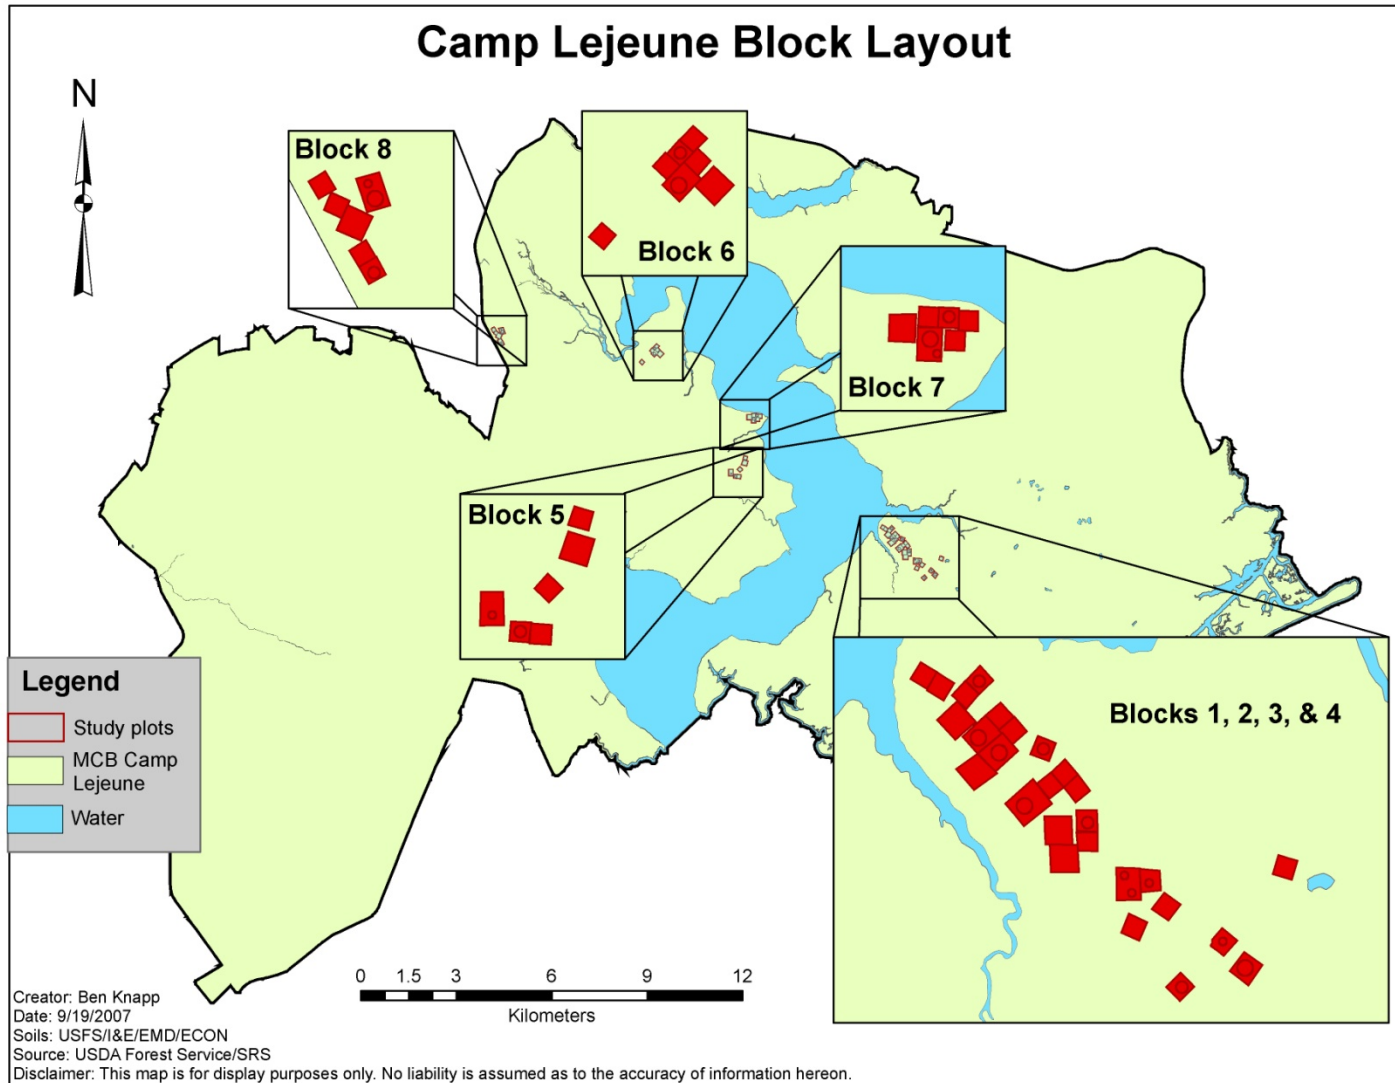 Camp Lejeune Block Layout
N
Block 8
Block 6
Block 7
Block 5
Blocks 1, 2, 3, & 4
Legend
Study plots
MCB Camp
Lejeune
Water
0 1.5 3 6 9 12
Kilometers
Creator: Ben Knapp
Date: 9/19/2007
Soils: USFS/I&E/EMD/ECON
Source: USDA Forest Service/SRS
Disclaimer: This map is for display purposes only. No liability is assumed as to the accuracy of information hereon.